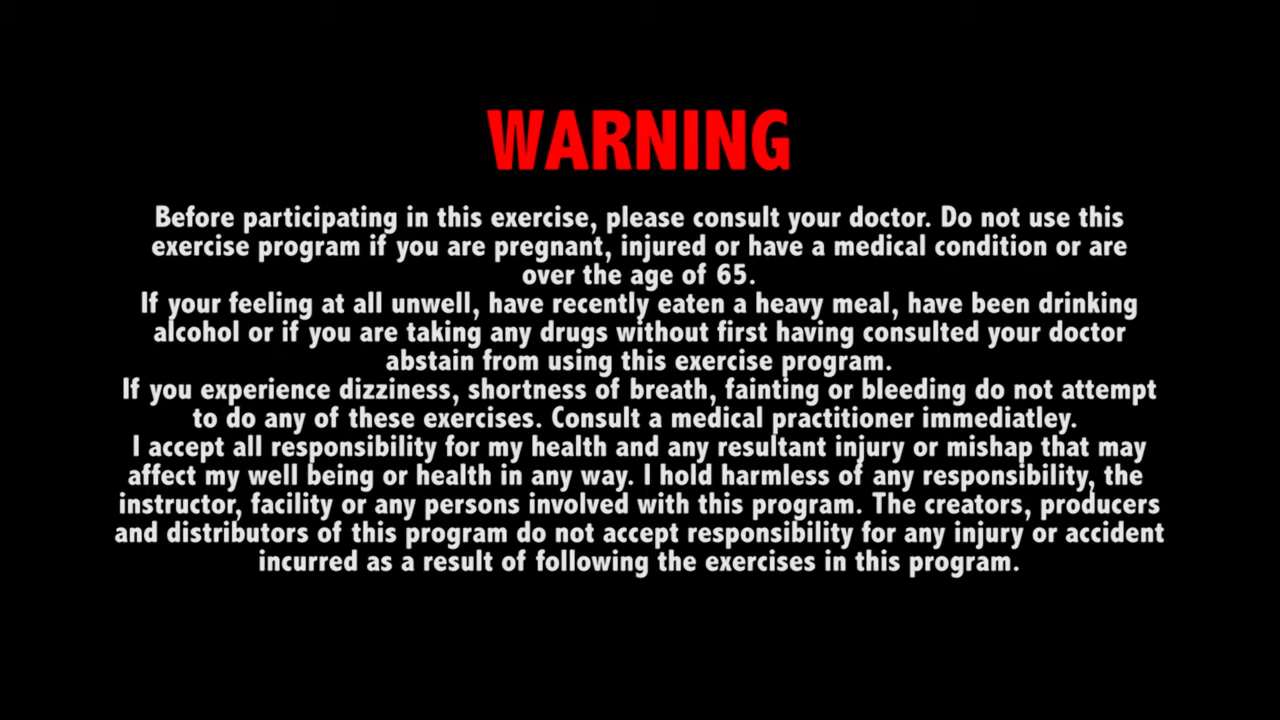 WARNING
Before participating in this exercise, please consult your doctor. Do not use this
exercise program if you are pregnant, injured or have a medical condition or are
over the age of 65.
If your feeling at all unwell, have recently eaten a heavy meal, have been drinking
alcohol or if you are taking any drugs without first having consulted your doctor
abstain from using this exercise program.
If you experience dizziness, shortness of breath, fainting or bleeding do not attempt
to do any of these exercises. Consult a medical practitioner immediatley.
I accept all responsibility for my health and any resultant injury or mishap that may
affect my well being or health in any way. I hold harmless of any responsibility, the
instructor, facility or any persons involved with this program. The creators, producers
and distributors of this program do not accept responsibility for any injury or accident
incurred as a result of following the exercises in this program.